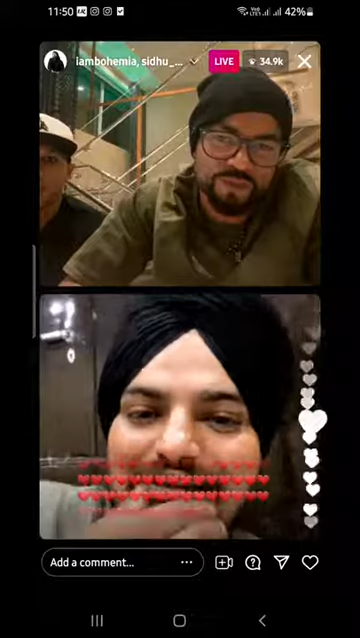 11:50
42%
iambohemia, sidhu_...
LIVE
34.9k
Add a comment...